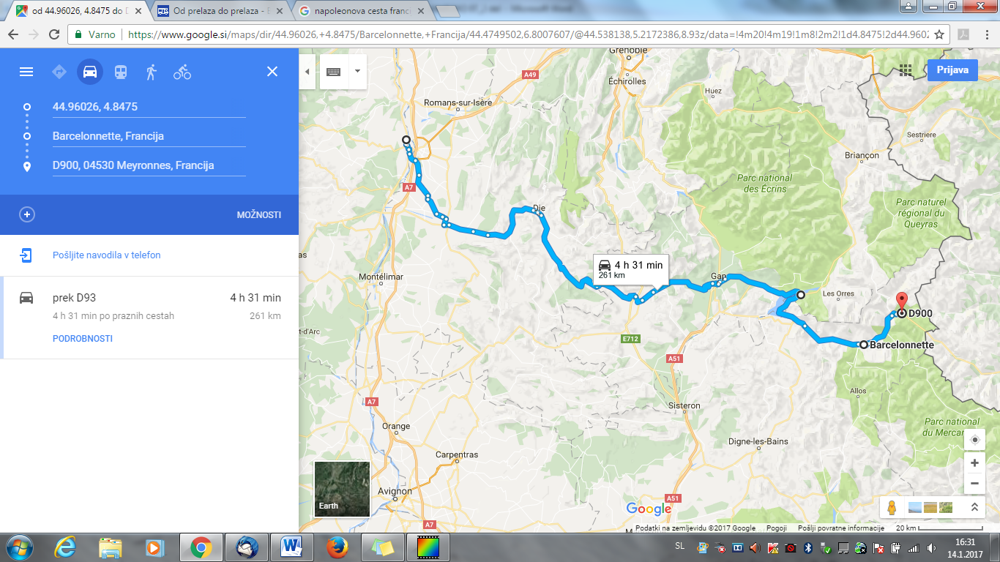 od 44.96026, 4.8475 do D
Od prelaza do prelaza - E
napoleonova cesta franci
Varno
https://www.google.si/maps/dir/44.96026,+4.8475/Barcelonnette,+Francija/44.4749502,6.8007607/@44.538138,5.2172386,8.93z/data=!4m20!4m19!1m8!2m2!1d4.8475!2d44.9602
44.96026, 4.8475
Barcelonnette, Francija
D900, 04530 Meyronnes, Francija
MOŽNOSTI
Pošljite navodila v telefon
prek D93
4 h 31 min
4 h 31 min po praznih cestah
261 km
PODROBNOSTI
Prijava
Grenoble
A49
Échirolles
Huez
Romans-sur-Isère
Sestriere
Briançon
Parc national
des Écrins
A7
Parc naturel
régional du
Queyras
Die
as
4 h 31 min
261 km
Montélimar
Gap
Les Orres
D900
t-d'Arc
E712
Barcelonnette
A51
Allos
A7
Sisteron
Orange
Parc national
du Mercan
Digne-les-Bains
Carpentras
Avignon
Earth
A51
Google
A7
M
Podatki na zemljevidu ©2017 Google
Pogoji
Pošlji povratne informacije
20 km
SL
16:31
14.1.2017